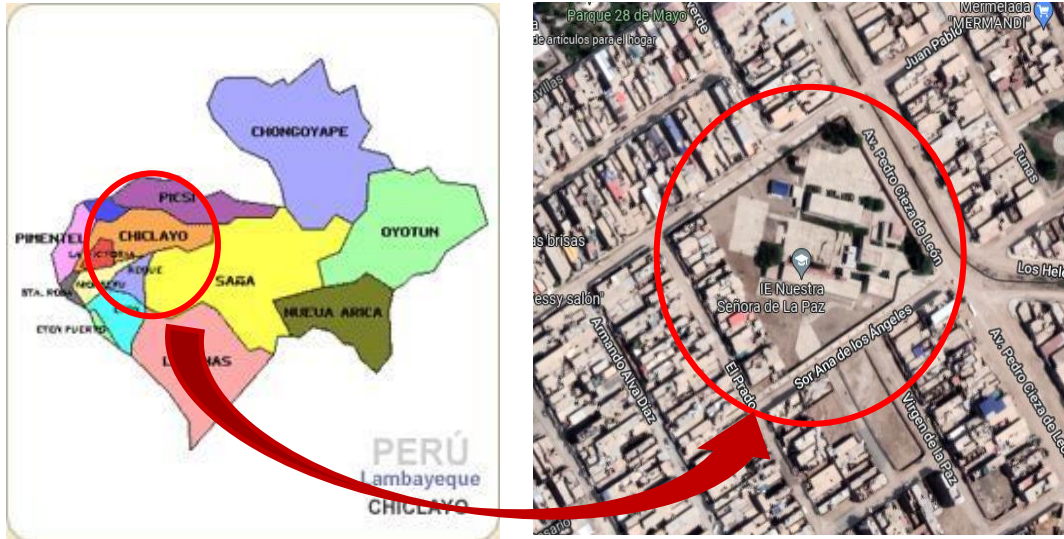 CHONGOYAPE
PICSI
PIMENTEL
CHICLAYO
OYOTUN
SAÑA
STA. ROSA
NUEVA ARICA
ETEN PUERTO
PERÚ
Lambayeque
CHICLAYO
Parque 28 de Mayo
de artículos para el hogar
Mermelada
"MERMANDI"
Juan Pablo
Av. Pedro Cieza de León
Tunas
as brisas
essy salón"
IE Nuestra
Señora de La Paz
Los Hele
Sor Ana de los Ángeles
Armando Alva Díaz
El Prado
Virgen de la Paz
Av. Pedro Cieza de Le